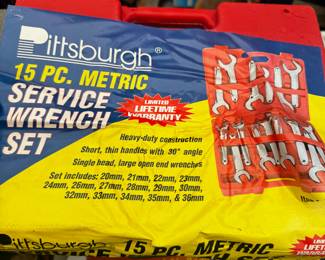 Pittsburgh®
15 PC. METRIC
SERVICE
WRENCH
SET
LIMITED
LIFETIME
WARRANTY
Heavy-duty construction
Short, thin handles with 30° angle
Single head, large open end wrenches
Set includes: 20mm, 21mm, 22mm, 23mm,
24mm, 26mm, 27mm, 28mm, 29mm, 30mm,
32mm, 33mm, 34mm, 35mm, & 36mm
Pittsburgh
15 PC. METRIC
LIMITED
LIFETIME